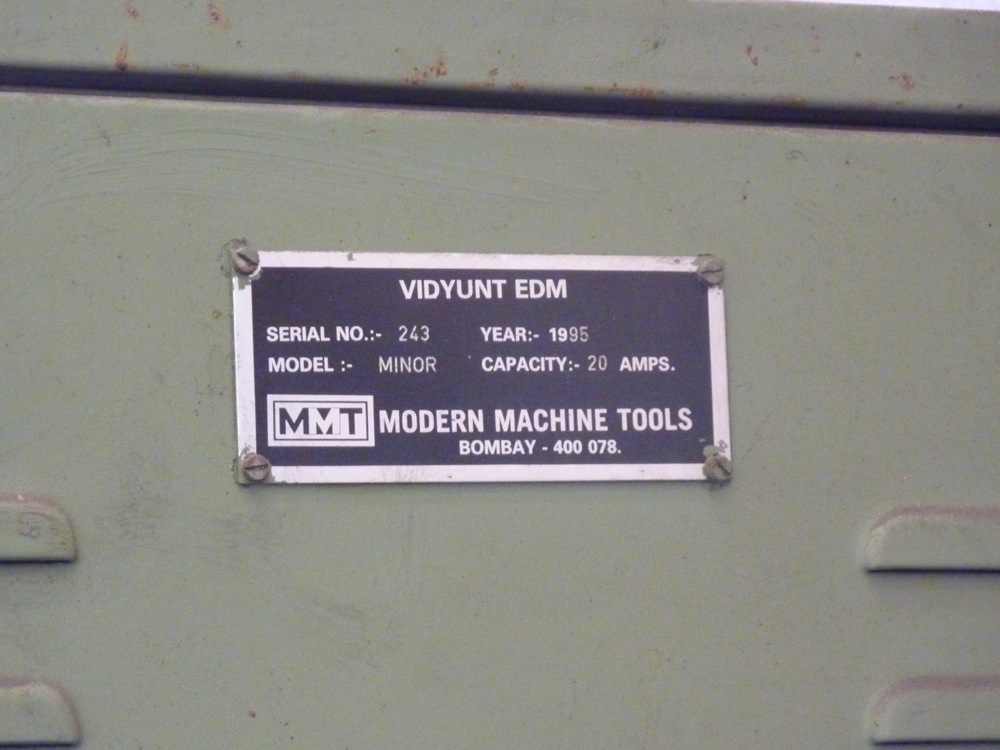 VIDYUNT EDM
SERIAL NO.:- 243 YEAR:- 1995
MODEL :- MINOR CAPACITY:- 20 AMPS.
MMT MODERN MACHINE TOOLS
BOMBAY - 400 078.